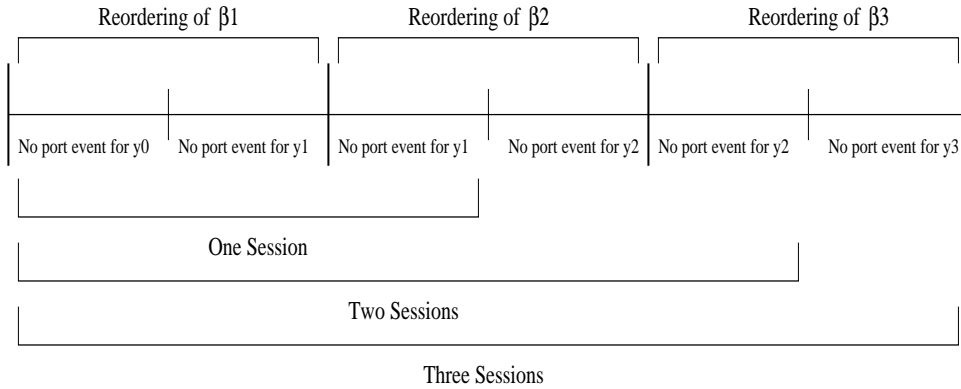 Reordering of β1
Reordering of β2
Reordering of β3
No port event for y0
No port event for y1
No port event for y1
No port event for y2
No port event for y2
No port event for y3
One Session
Two Sessions
Three Sessions